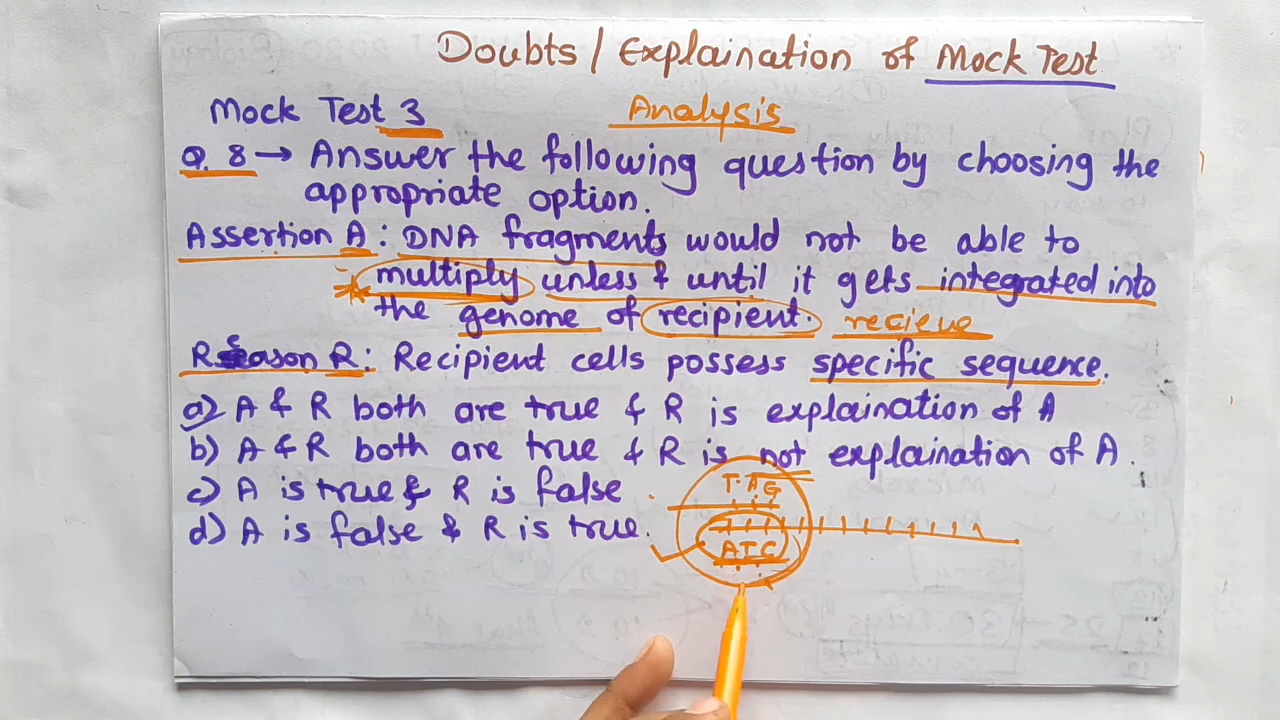 Doubts / Explaination of Mock Test
Mock Test 3 Analysis
Q. 8 → Answer the following question by choosing the
appropriate option.
Assertion A : DNA fragments would not be able to
multiply unless & until it gets integrated into
the genome of recipient. recieve
Reason R : Recipient cells possess specific sequence.
a) A & R both are true & R is explaination of A
b) A & R both are true & R is not explaination of A.
c) A is true & R is false
d) A is false & R is true.
T A G
A T C